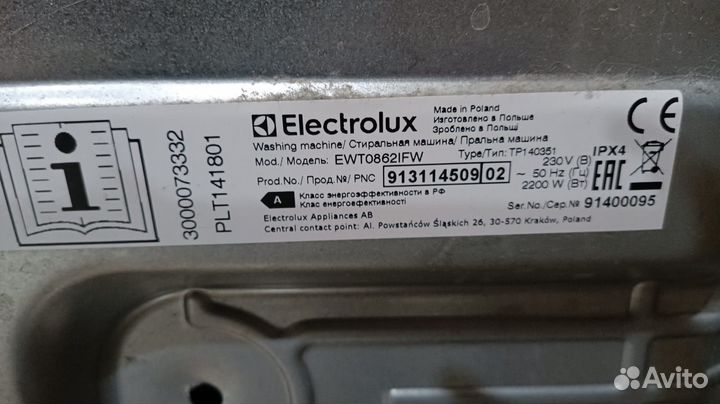 3000073332
PLT141801
Electrolux
Made in Poland
Изготовлено в Польше
Зроблено в Польщі
CE
Washing machine/ Стиральная машина/ Пральна машина
Mod./ Модель: EWT0862IFW
Type/Тип: TP140351
IPX4
Prod.No./ Прод.№/ PNC 913114509 02
230 V (В)
~ 50 Hz (Гц)
2200 W (Вт)
EAC
A
Класс энергоэффективности в РФ
Клас енергоефективності
Ser.No./Сер.№ 91400095
Electrolux Appliances AB
Central contact point: Al. Powstańców Śląskich 26, 30-570 Kraków, Poland
Avito